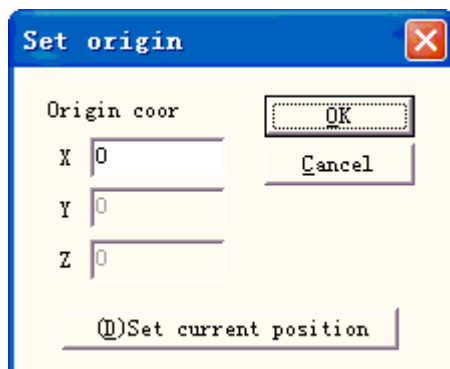 Set origin
Origin coor
OK
X 0
Cancel
Y 0
Z 0
(D)Set current position